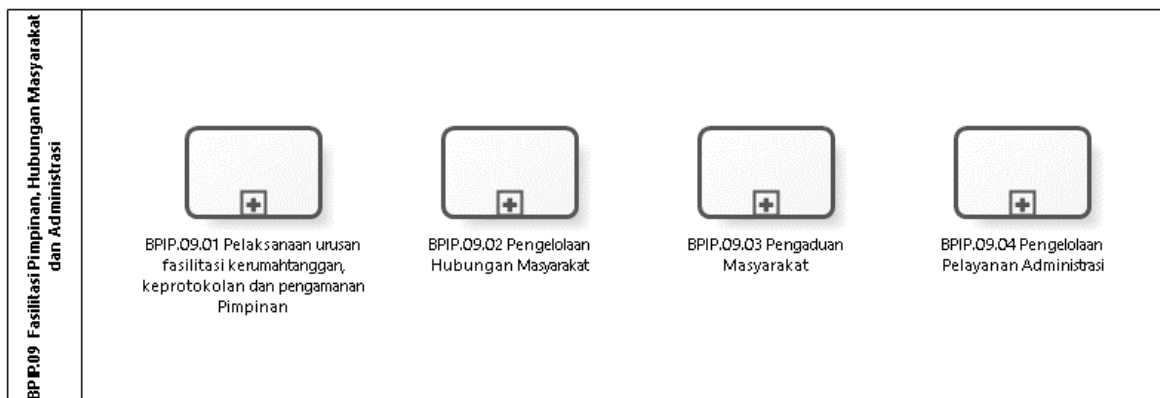 BPIP.09 Fasilitasi Pimpinan, Hubungan Masyarakat
dan Administrasi
BPIP.09.01 Pelaksanaan urusan
fasilitasi kerumahtanggan,
keprotokolan dan pengamanan
Pimpinan
BPIP.09.02 Pengelolaan
Hubungan Masyarakat
BPIP.09.03 Pengaduan
Masyarakat
BPIP.09.04 Pengelolaan
Pelayanan Administrasi